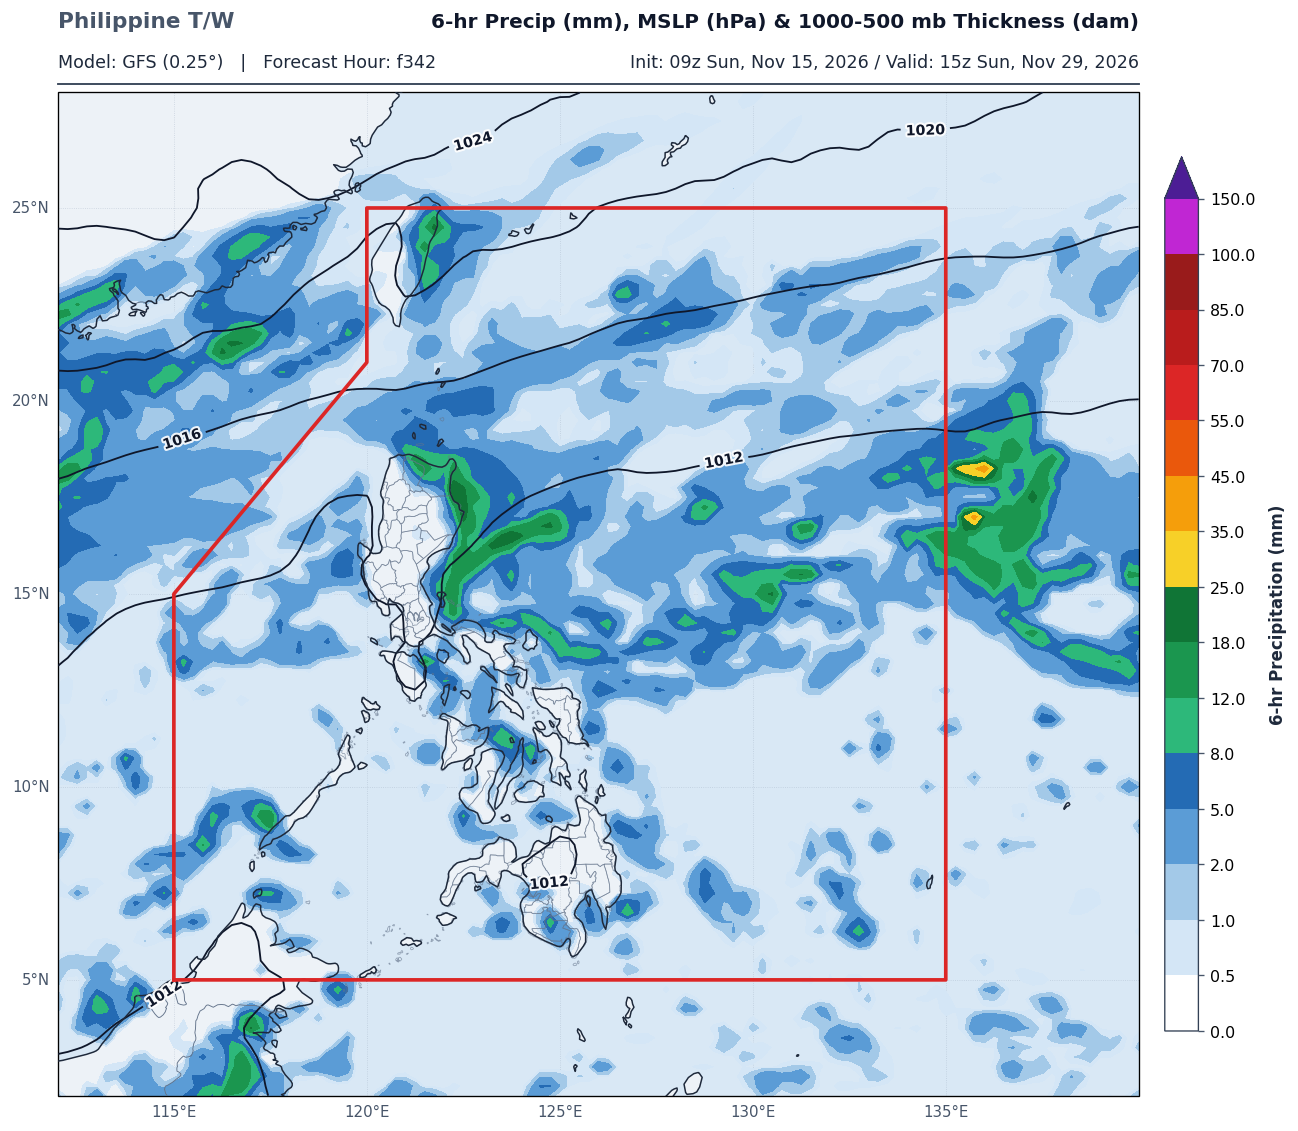 Philippine T/W
6-hr Precip (mm), MSLP (hPa) & 1000-500 mb Thickness (dam)
Model: GFS (0.25°) | Forecast Hour: f342
Init: 09z Sun, Nov 15, 2026 / Valid: 15z Sun, Nov 29, 2026
1024
1020
1016
1012
1012
1012
25°N
20°N
15°N
10°N
5°N
115°E
120°E
125°E
130°E
135°E
150.0
100.0
85.0
70.0
55.0
45.0
35.0
25.0
18.0
12.0
8.0
5.0
2.0
1.0
0.5
0.0
6-hr Precipitation (mm)